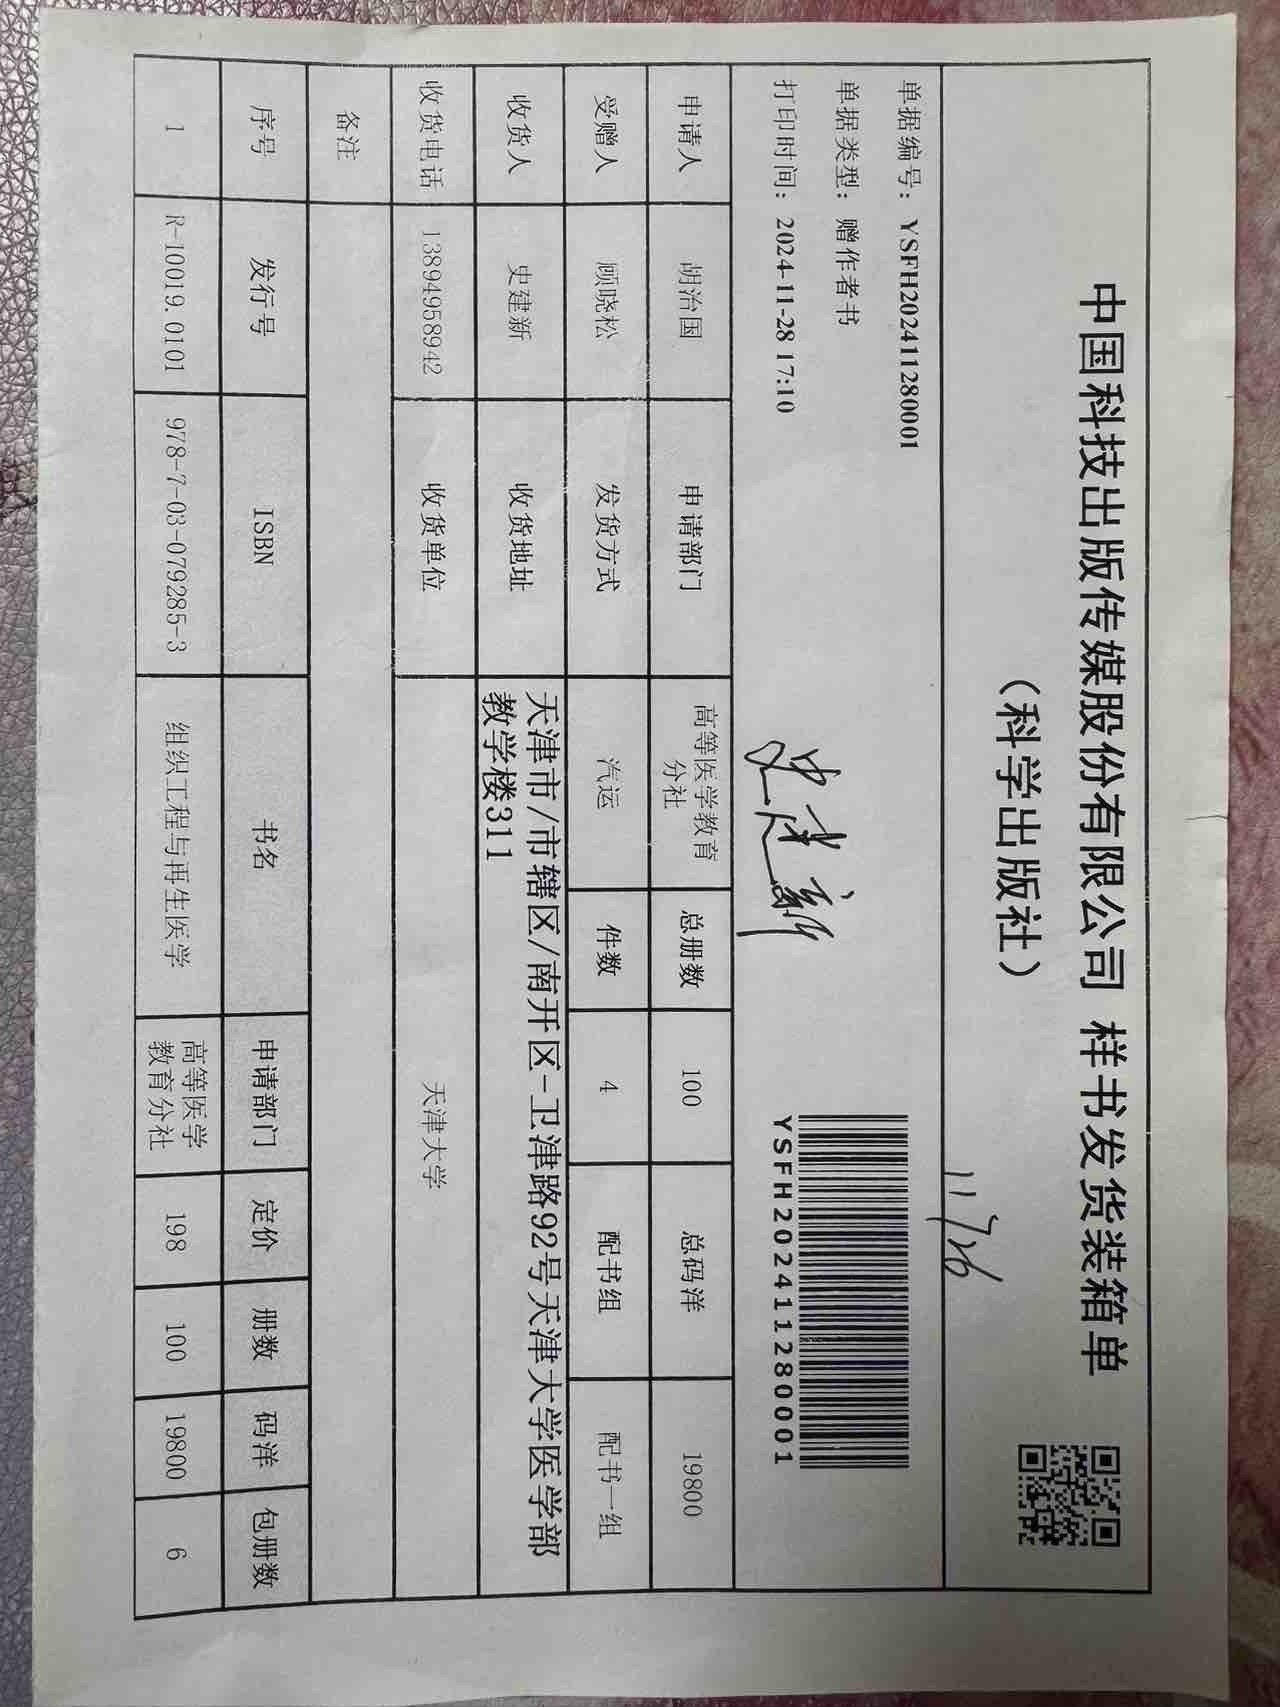 中国科技出版传媒股份有限公司 样书发货装箱单
（科学出版社）
单据编号：YSFH202411280001
单据类型：赠作者书
打印时间：2024-11-28 17:10
史建新
YSFH202411280001
申请人 胡治国 申请部门 高等医学教育分社 总册数 100 总码洋 19800
受赠人 顾晓松 发货方式 汽运 件数 4 配书组 配书一组
收货人 史建新 收货地址 天津市/市辖区/南开区-卫津路92号天津大学医学部
教学楼311
收货电话 13894958942 收货单位 天津大学
备注
序号 发行号 ISBN 书名 申请部门 定价 册数 码洋 包册数
1 R-10019.0101 978-7-03-079285-3 组织工程与再生医学 高等医学教育分社 198 100 19800 6